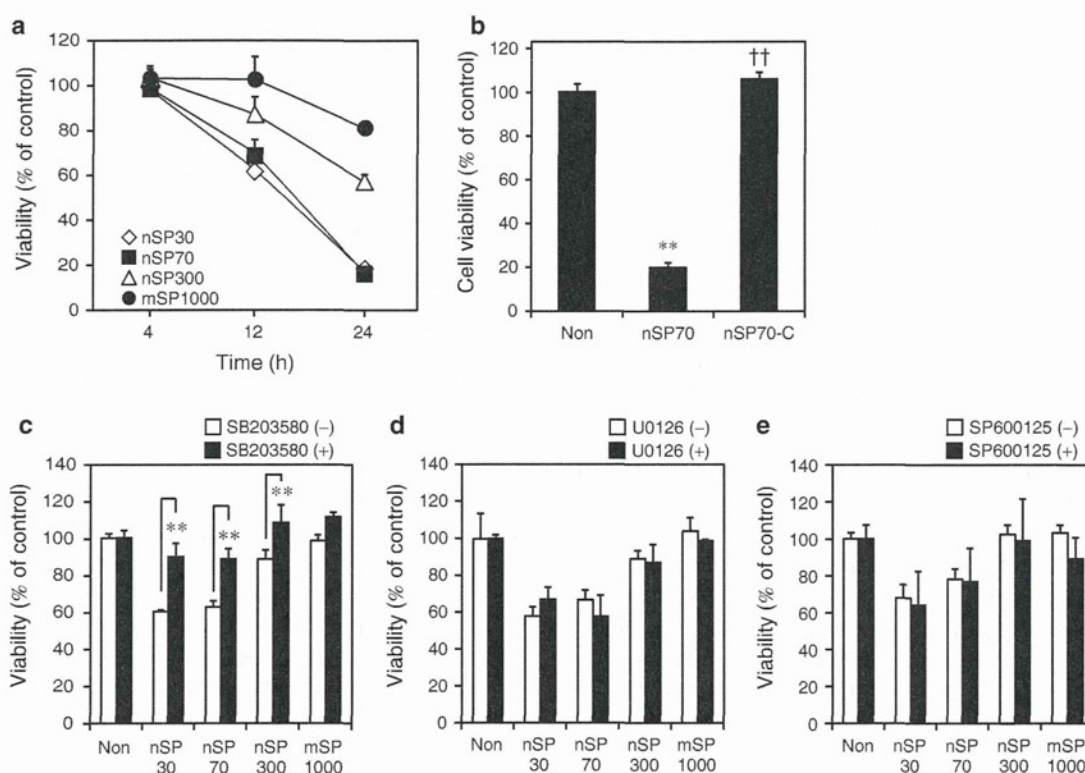 a
120
100
80
60
40
20
0
Viability (% of control)
nSP30
nSP70
nSP300
mSP1000
4 12 24
Time (h)
b
120
100
80
60
40
20
0
Cell viability (% of control)
**
††
Non nSP70 nSP70-C
c
SB203580 (−)
SB203580 (+)
140
120
100
80
60
40
20
0
Viability (% of control)
** ** **
Non nSP nSP nSP mSP
30 70 300 1000
d
U0126 (−)
U0126 (+)
140
120
100
80
60
40
20
0
Viability (% of control)
Non nSP nSP nSP mSP
30 70 300 1000
e
SP600125 (−)
SP600125 (+)
140
120
100
80
60
40
20
0
Viability (% of control)
Non nSP nSP nSP mSP
30 70 300 1000